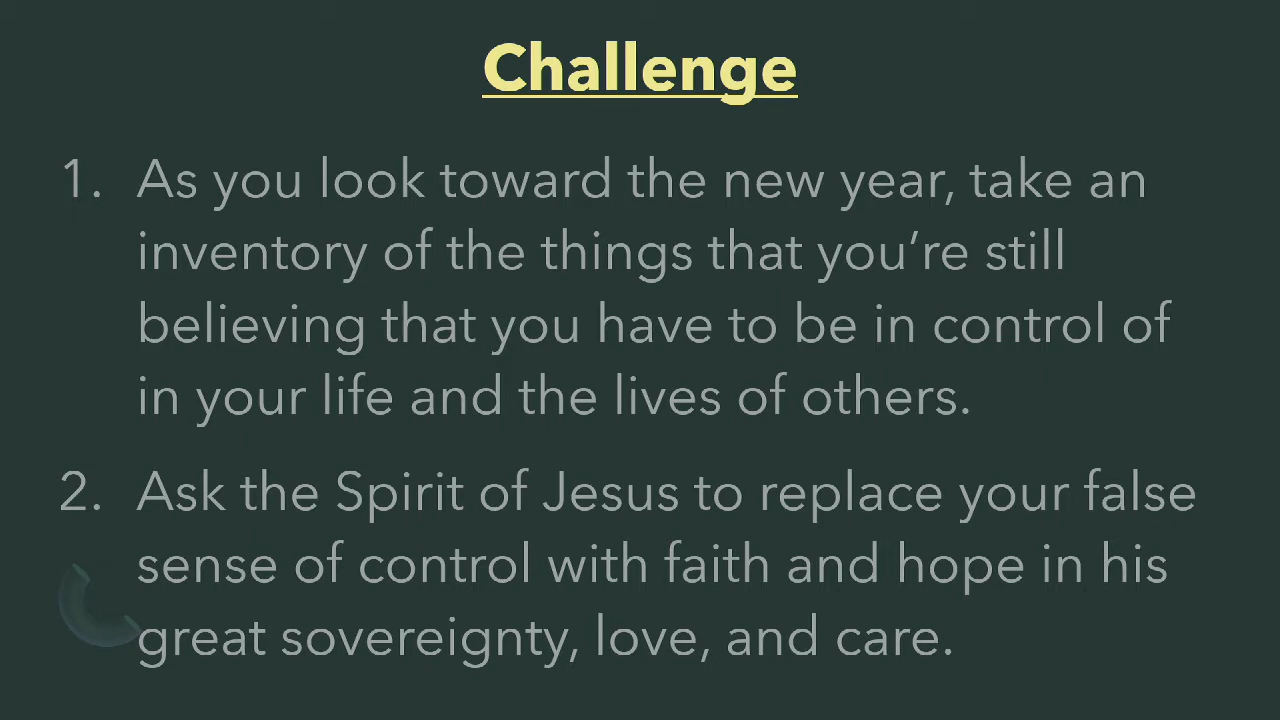 Challenge
1. As you look toward the new year, take an
inventory of the things that you’re still
believing that you have to be in control of
in your life and the lives of others.
2. Ask the Spirit of Jesus to replace your false
sense of control with faith and hope in his
great sovereignty, love, and care.